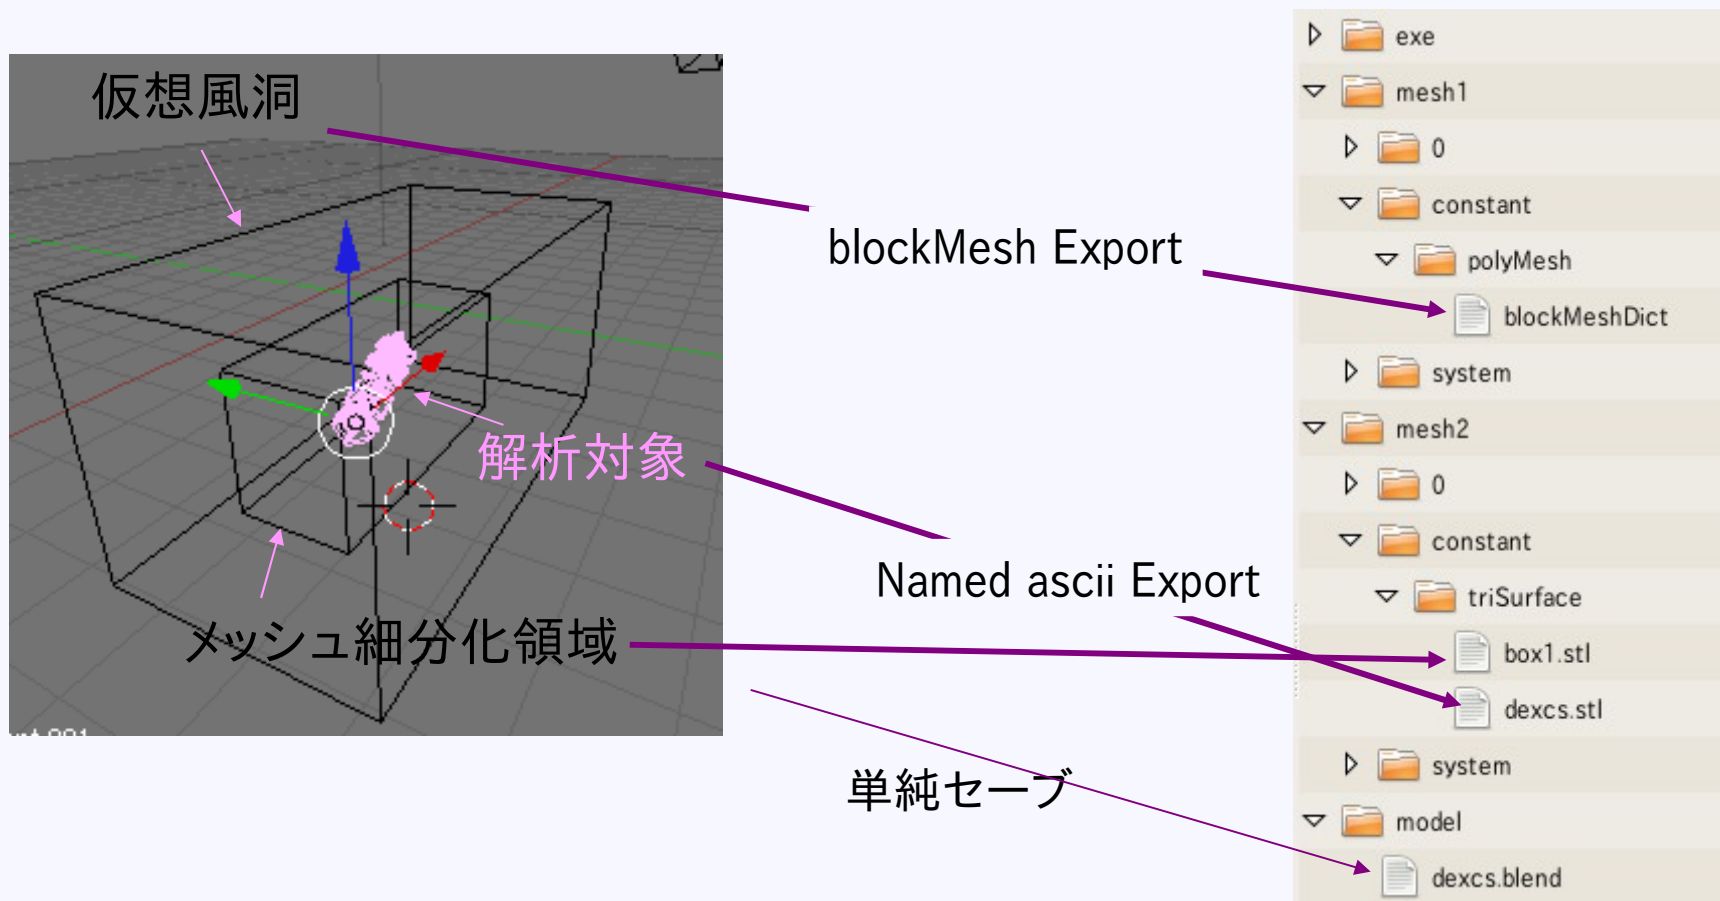 仮想風洞
解析対象
メッシュ細分化領域
blockMesh Export
Named ascii Export
単純セーブ
exe
mesh1
0
constant
polyMesh
blockMeshDict
system
mesh2
0
constant
triSurface
box1.stl
dexcs.stl
system
model
dexcs.blend